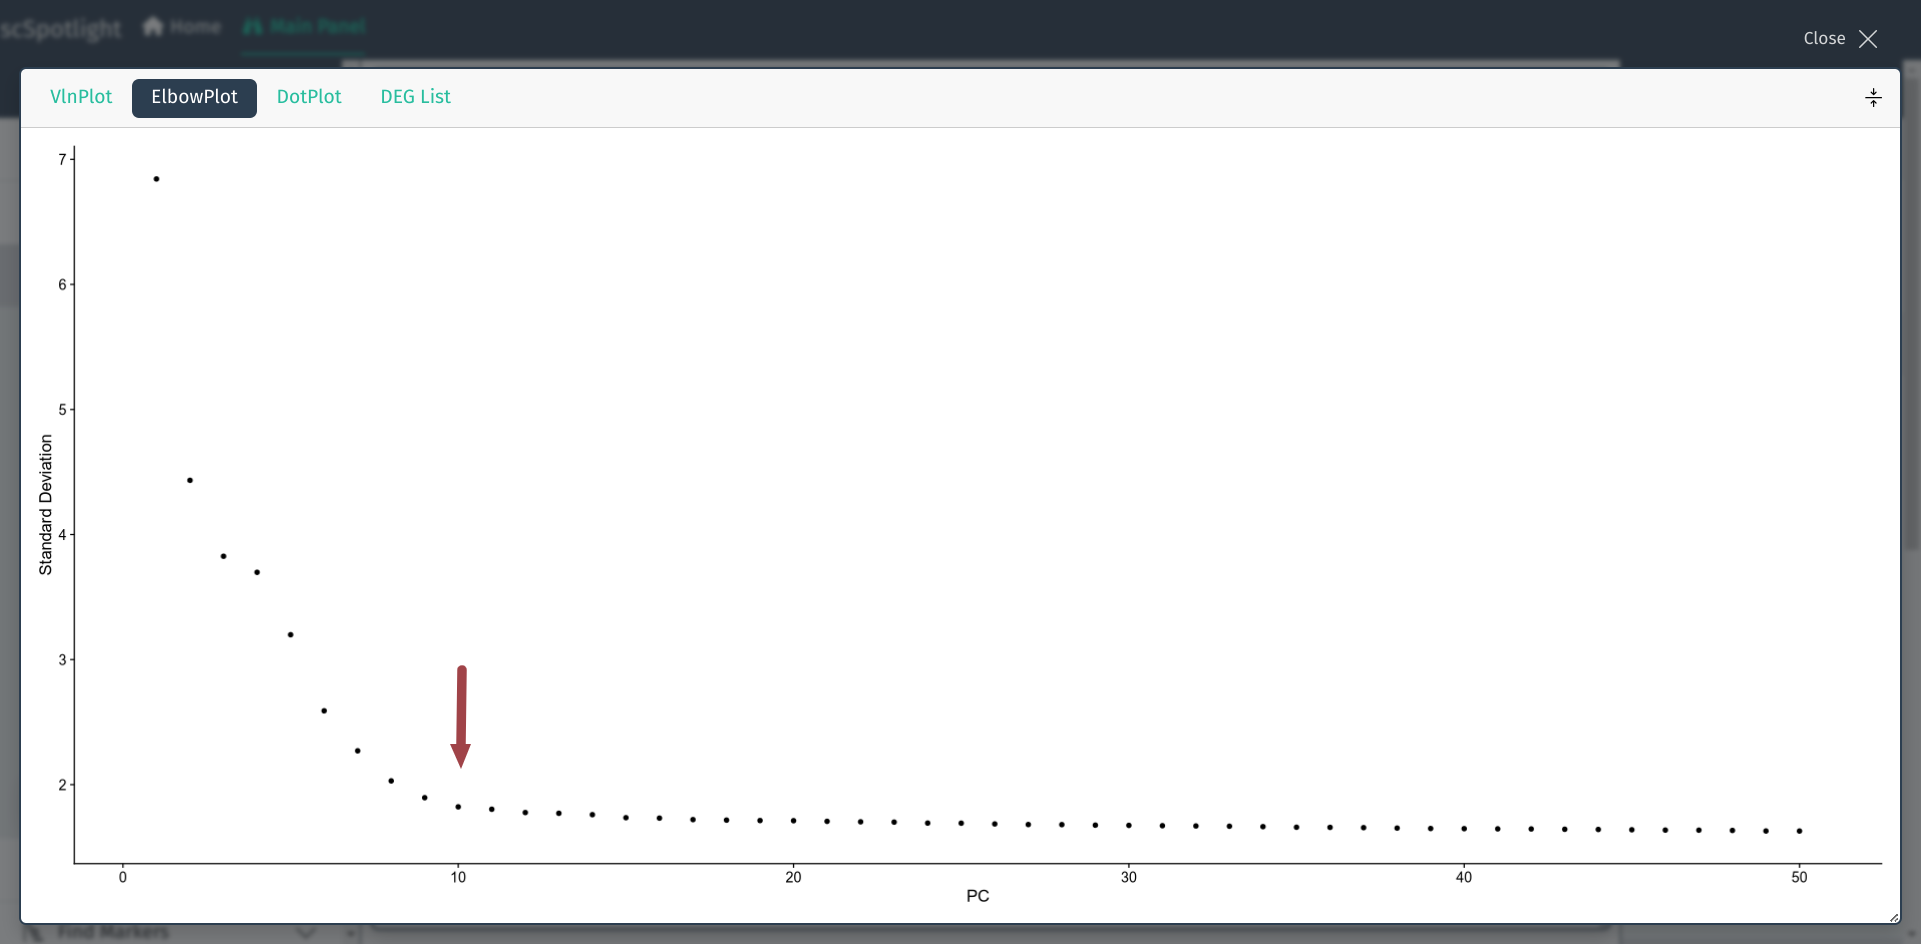 scSpotlight Home Main Panel
Close
VlnPlot ElbowPlot DotPlot DEG List
7
6
5
4
3
2
Standard Deviation
0 10 20 30 40 50
PC
Find Markers